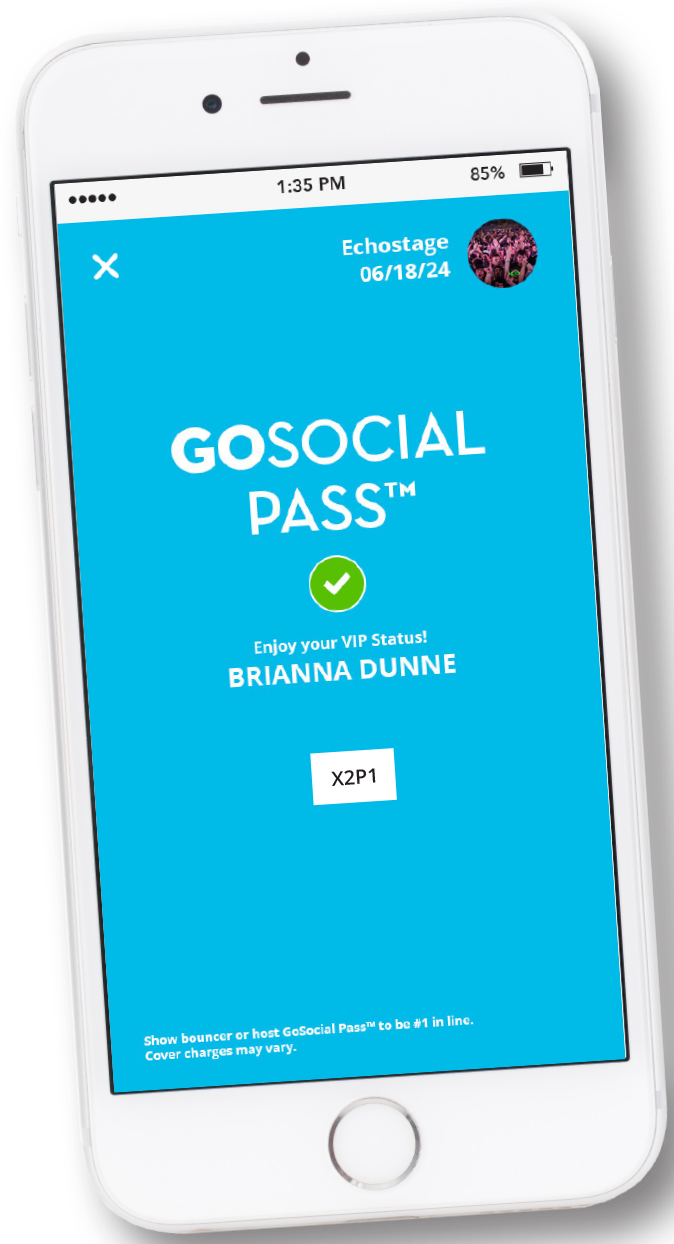 1:35 PM
85%
Echostage
06/18/24
GOSOCIAL
PASS™
Enjoy your VIP Status!
BRIANNA DUNNE
X2P1
Show bouncer or host GoSocial Pass™ to be #1 in line.
Cover charges may vary.